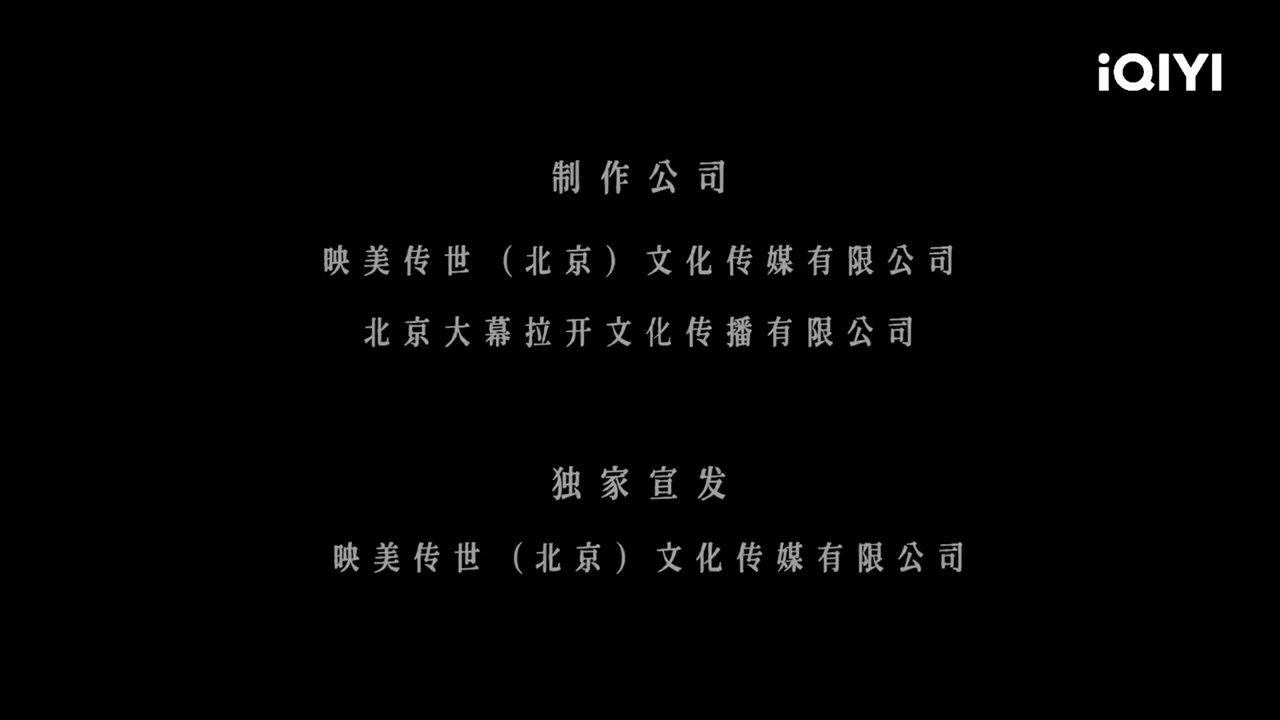 iQIYI
制作公司
映美传世（北京）文化传媒有限公司
北京大幕拉开文化传播有限公司
独家宣发
映美传世（北京）文化传媒有限公司